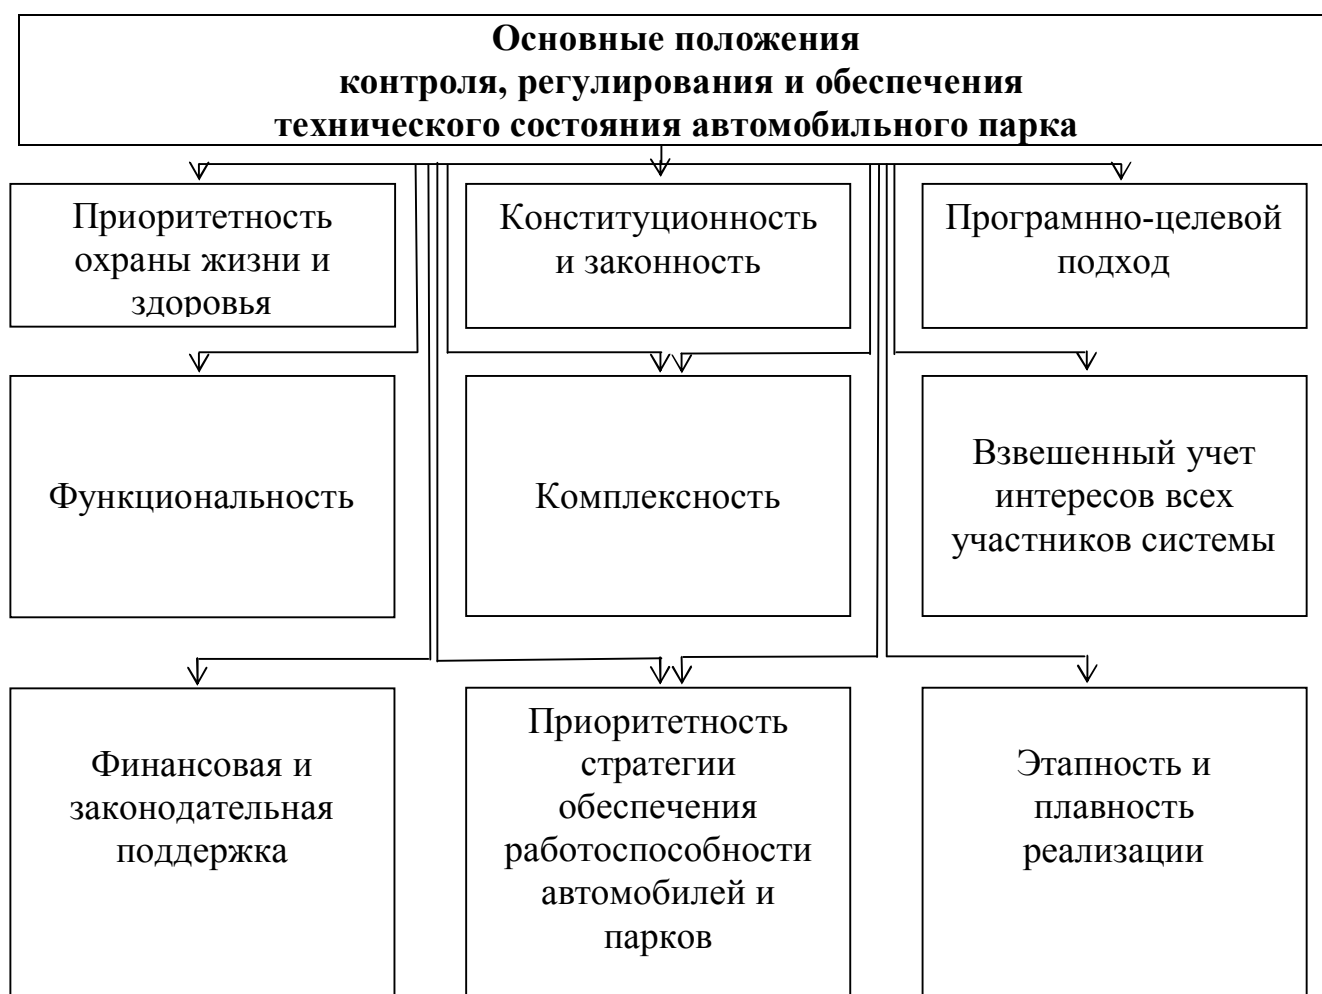 Основные положения
контроля, регулирования и обеспечения
технического состояния автомобильного парка
Приоритетность
охраны жизни и
здоровья
Конституционность
и законность
Програмнно-целевой
подход
Функциональность
Комплексность
Взвешенный учет
интересов всех
участников системы
Финансовая и
законодательная
поддержка
Приоритетность
стратегии
обеспечения
работоспособности
автомобилей и
парков
Этапность и
плавность
реализации